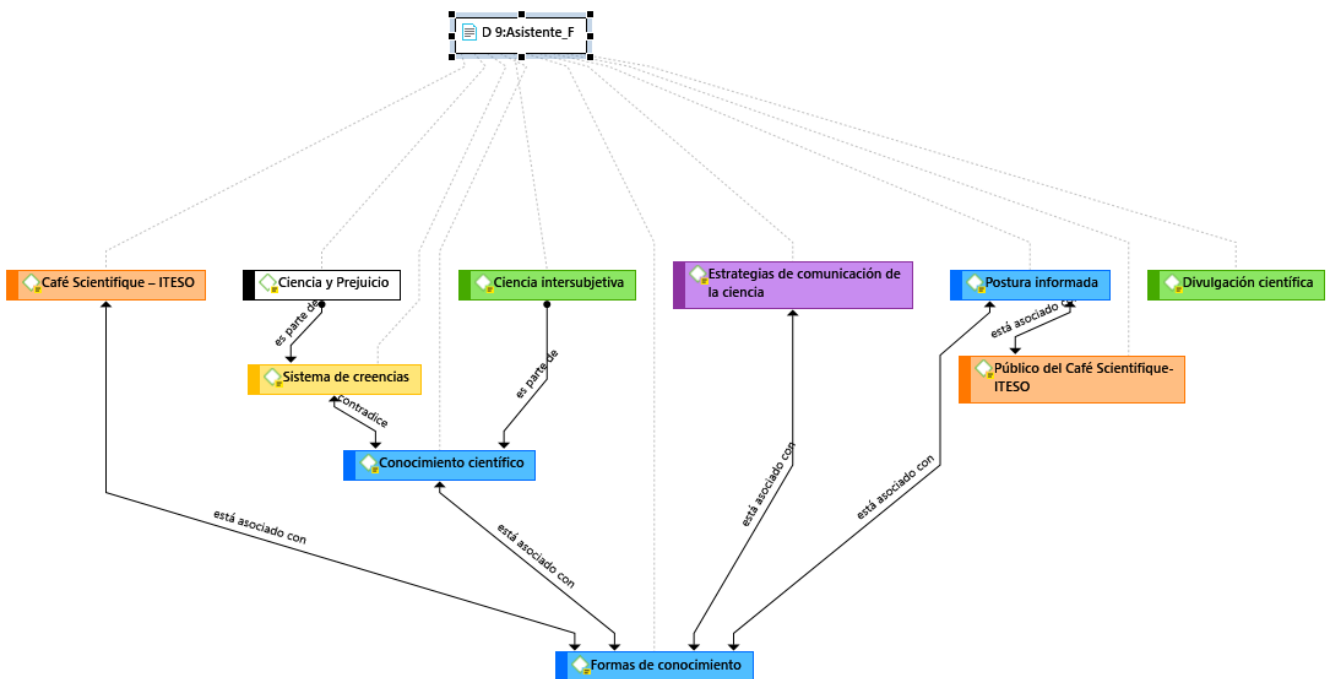 D 9:Asistente_F
Café Scientifique – ITESO
Ciencia y Prejuicio
Ciencia intersubjetiva
Estrategias de comunicación de
la ciencia
Postura informada
Divulgación científica
es parte de
está asociado con
Sistema de creencias
es parte de
Público del Café Scientifique-
ITESO
contradice
Conocimiento científico
está asociado con
está asociado con
está asociado con
está asociado con
Formas de conocimiento